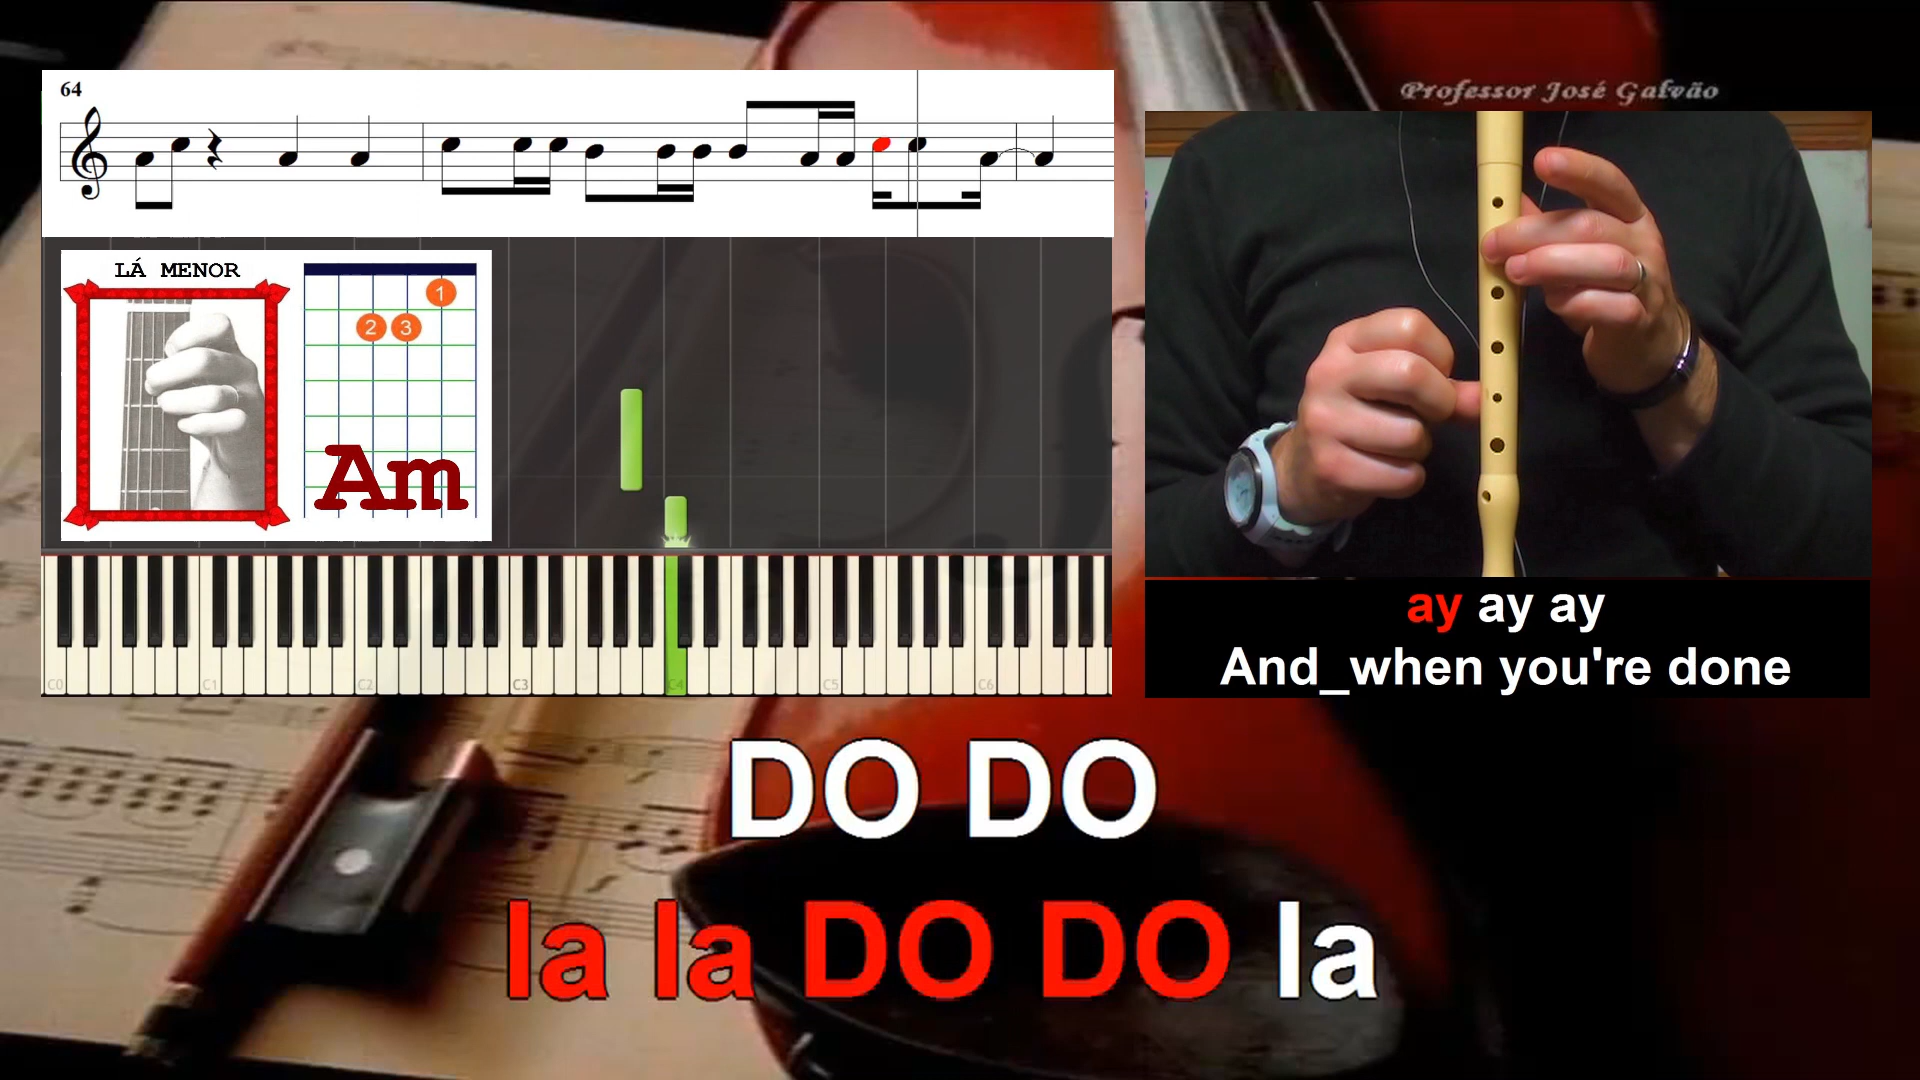 Professor José Galvão
64
LÁ MENOR
1
2 3
Am
C0 C1 C2 C3 C4 C5 C6
ay ay ay
And_when you're done
DO DO
la la DO DO la